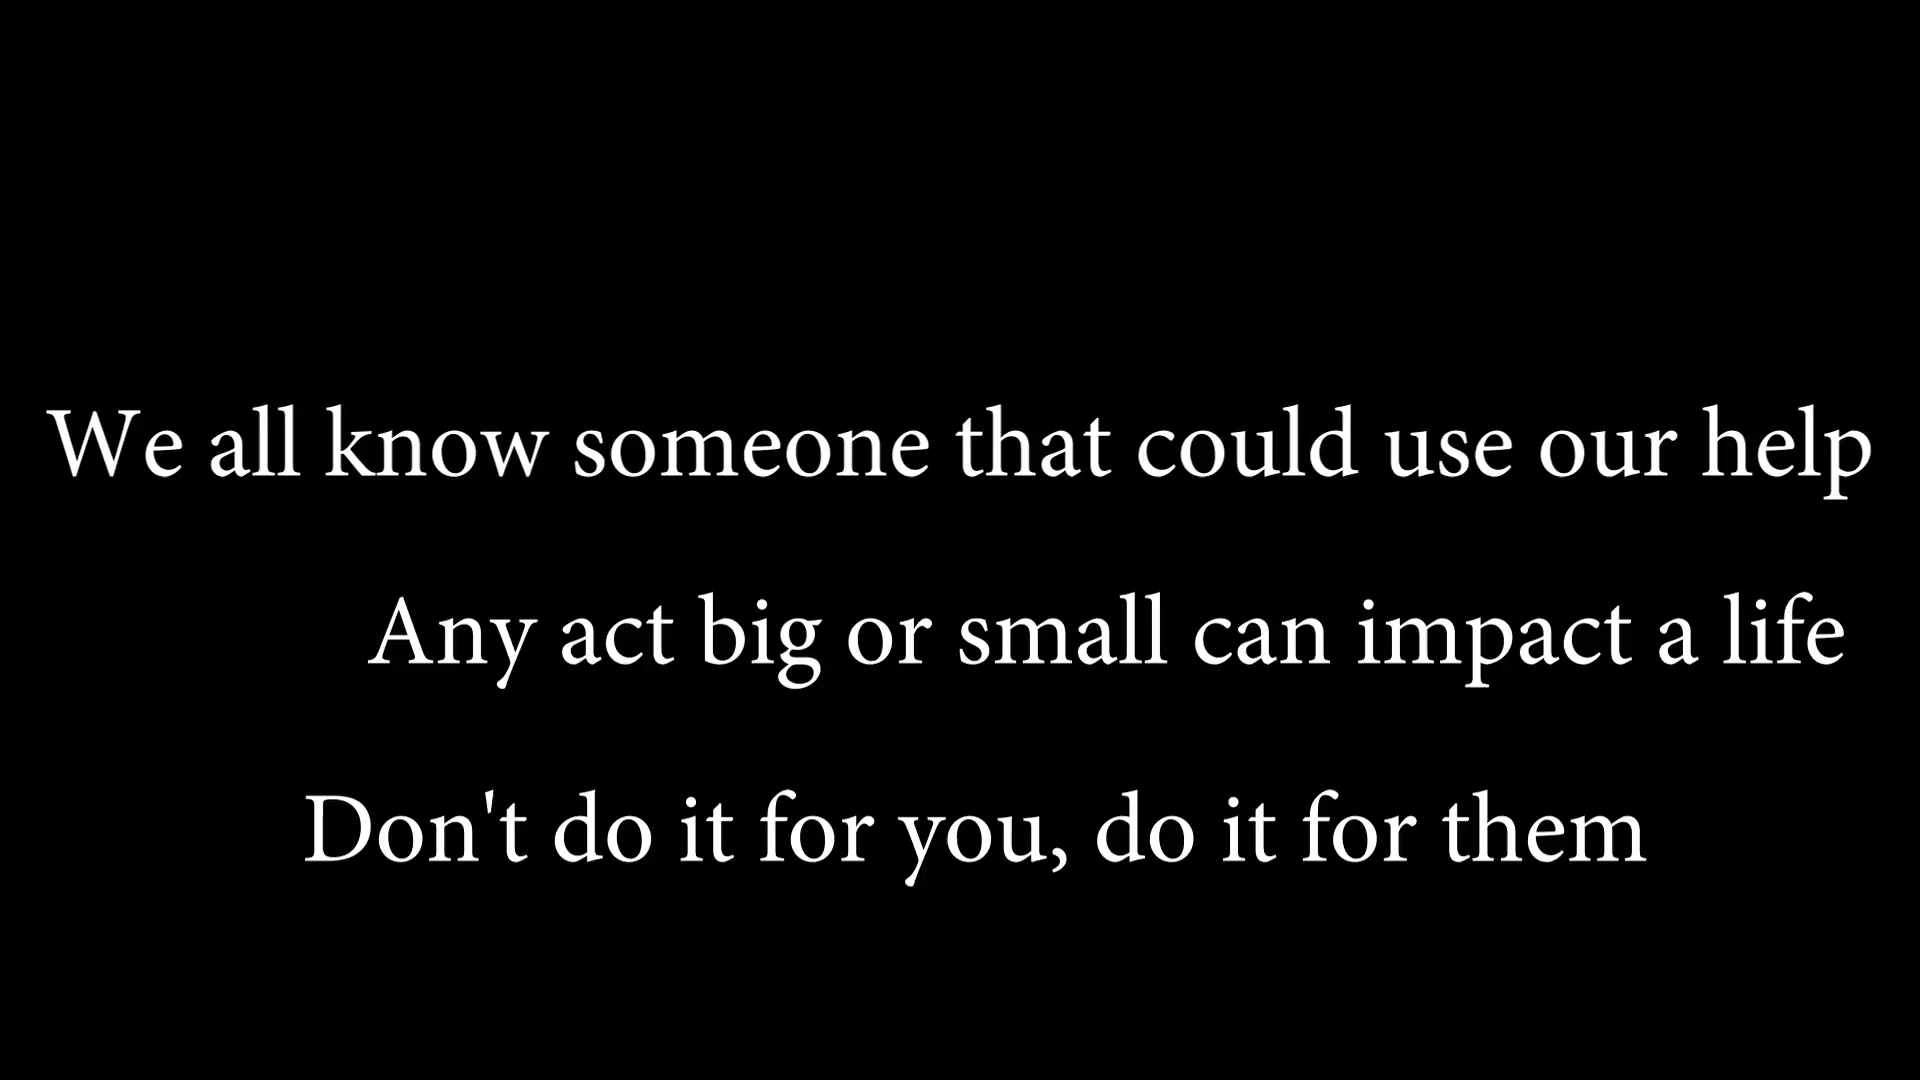 We all know someone that could use our help
Any act big or small can impact a life
Don't do it for you, do it for them